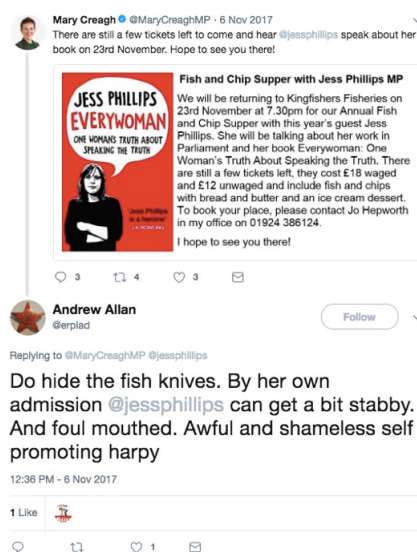 Mary Creagh @MaryCreaghMP · 6 Nov 2017
There are still a few tickets left to come and hear @jessphillips speak about her
book on 23rd November. Hope to see you there!
JESS PHILLIPS
EVERYWOMAN
ONE WOMAN'S TRUTH ABOUT
SPEAKING THE TRUTH
'Jess Phillips
is a heroine'
J.K. ROWLING
Fish and Chip Supper with Jess Phillips MP
We will be returning to Kingfishers Fisheries on
23rd November at 7.30pm for our Annual Fish
and Chip Supper with this year's guest Jess
Phillips. She will be talking about her work in
Parliament and her book Everywoman: One
Woman's Truth About Speaking the Truth. There
are still a few tickets left, they cost £18 waged
and £12 unwaged and include fish and chips
with bread and butter and an ice cream dessert.
To book your place, please contact Jo Hepworth
in my office on 01924 386124.
I hope to see you there!
3 4 3
Andrew Allan
@erplad
Follow
Replying to @MaryCreaghMP @jessphillips
Do hide the fish knives. By her own
admission @jessphillips can get a bit stabby.
And foul mouthed. Awful and shameless self
promoting harpy
12:36 PM - 6 Nov 2017
1 Like
1